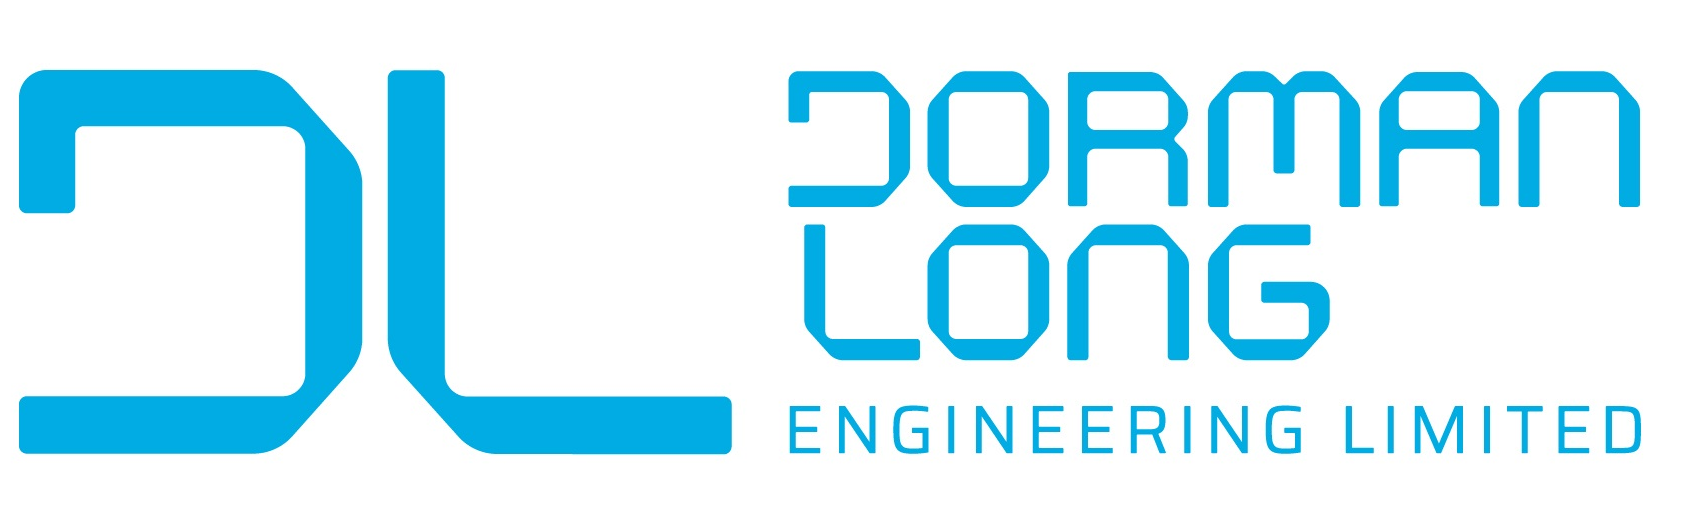 DL
DORMAN
LONG
ENGINEERING LIMITED